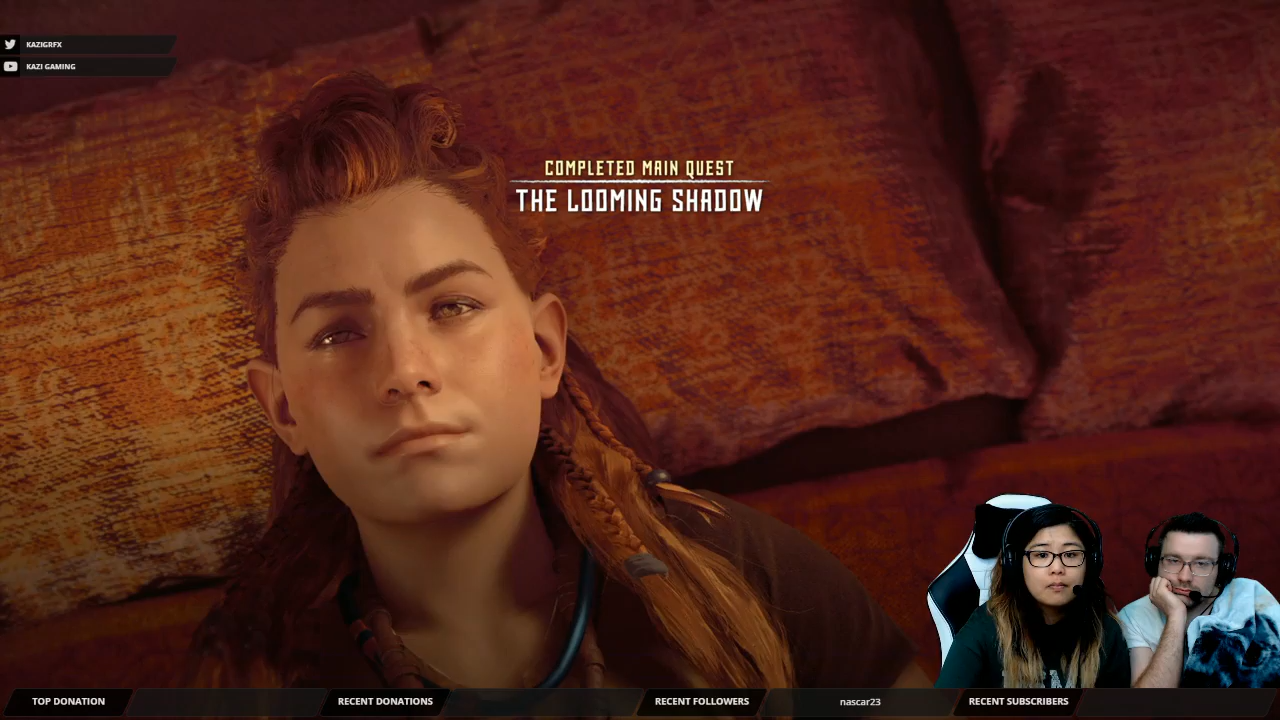 KAZIGRFX
KAZI GAMING
COMPLETED MAIN QUEST
THE LOOMING SHADOW
TOP DONATION
RECENT DONATIONS
RECENT FOLLOWERS
nascar23
RECENT SUBSCRIBERS